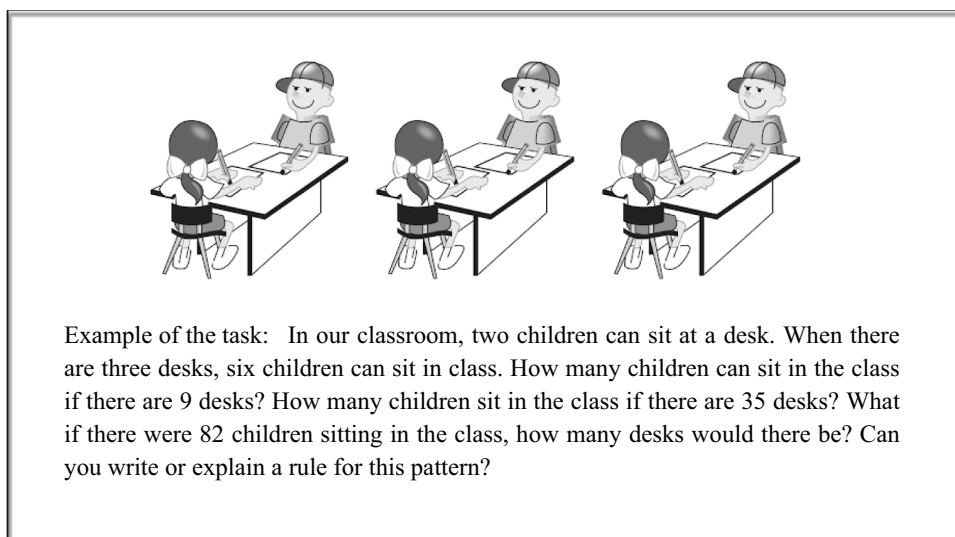 Example of the task: In our classroom, two children can sit at a desk. When there
are three desks, six children can sit in class. How many children can sit in the class
if there are 9 desks? How many children sit in the class if there are 35 desks? What
if there were 82 children sitting in the class, how many desks would there be? Can
you write or explain a rule for this pattern?